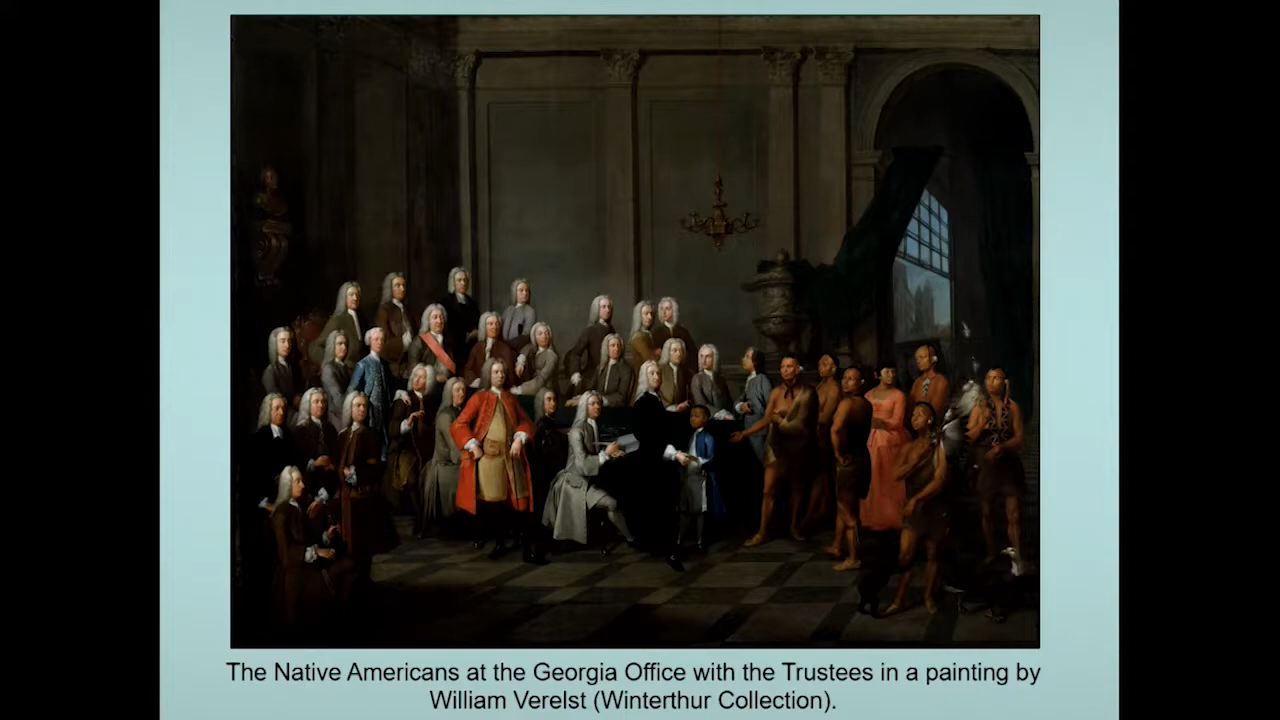 The Native Americans at the Georgia Office with the Trustees in a painting by
William Verelst (Winterthur Collection).